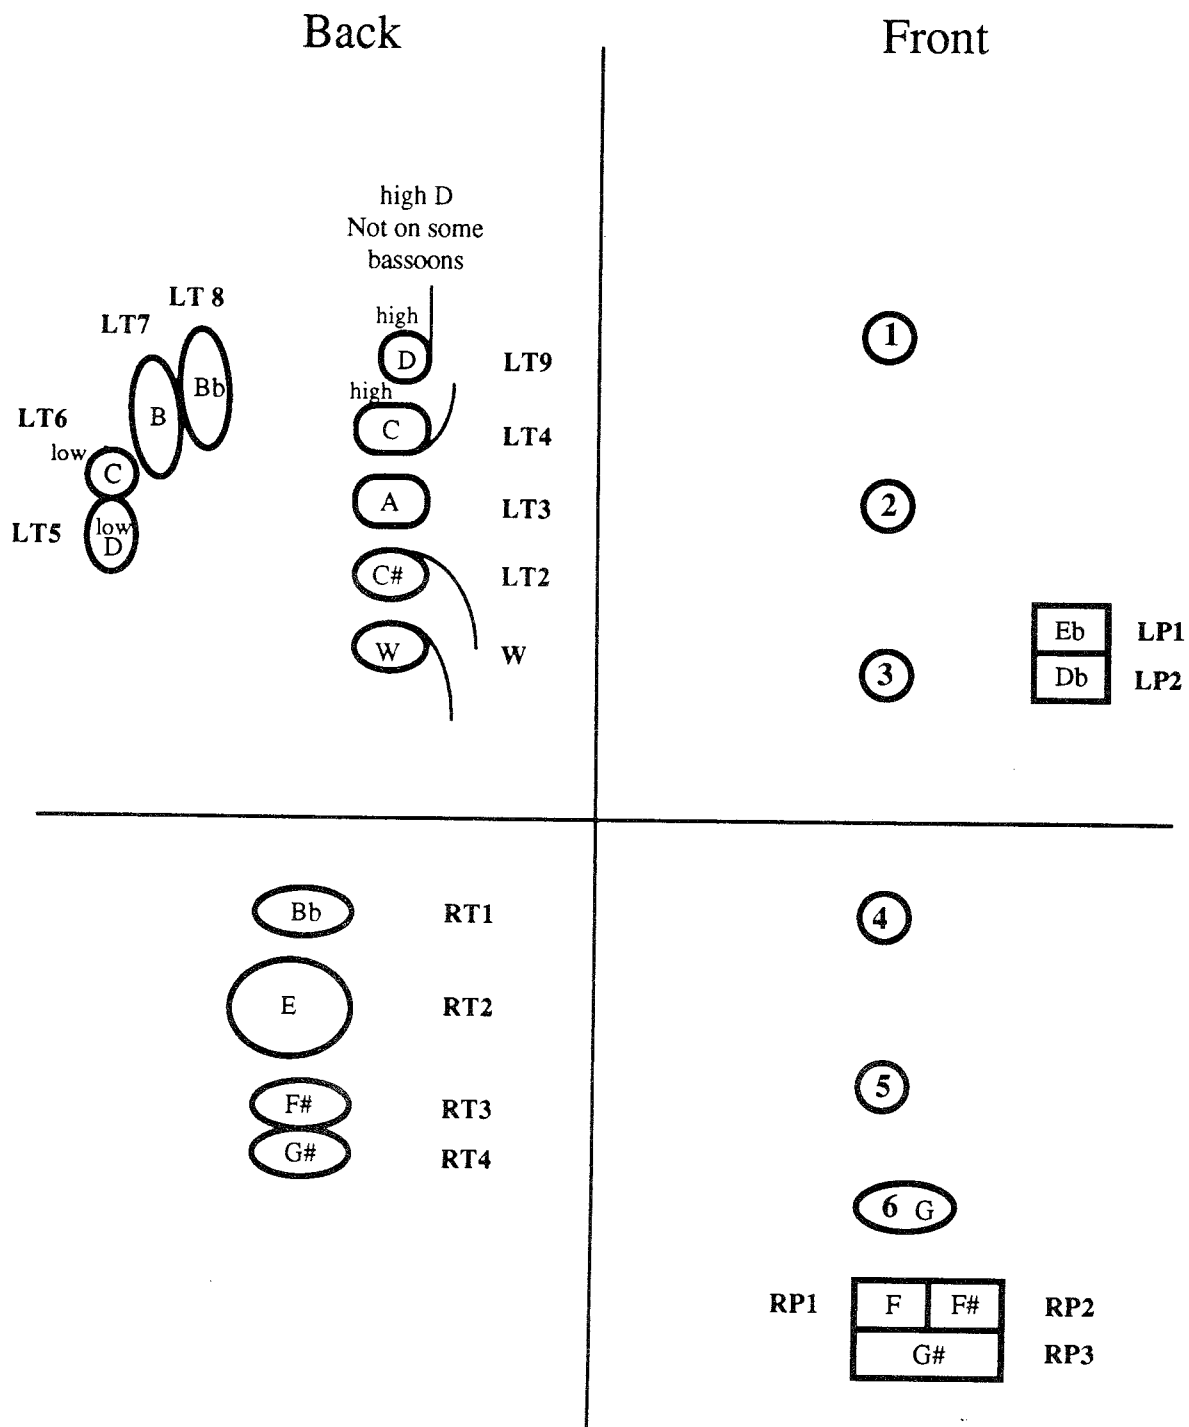 Back
Front
high D
Not on some
bassoons
LT 8
LT7
high
D
LT9
Bb
B
high
C
LT4
LT6
low
C
A
LT3
LT5
low
D
C#
LT2
W
W
1
2
3
Eb
LP1
Db
LP2
Bb
RT1
E
RT2
F#
RT3
G#
RT4
4
5
6 G
RP1
F
F#
RP2
G#
RP3